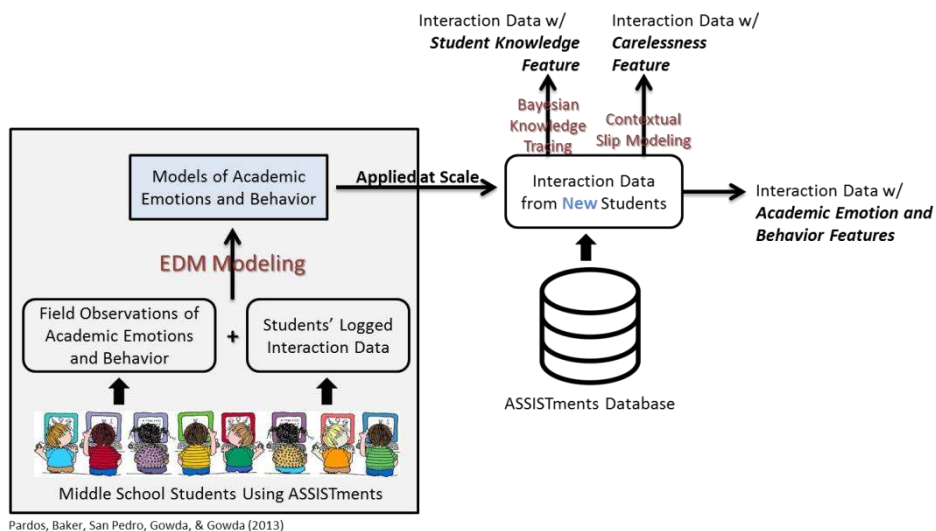 Interaction Data w/
Student Knowledge
Feature
Interaction Data w/
Carelessness
Feature
Bayesian
Knowledge
Tracing
Contextual
Slip Modeling
Models of Academic
Emotions and Behavior
Applied at Scale
Interaction Data
from New Students
Interaction Data w/
Academic Emotion and
Behavior Features
EDM Modeling
Field Observations of
Academic Emotions
and Behavior
+
Students' Logged
Interaction Data
ASSISTments Database
Middle School Students Using ASSISTments
Pardos, Baker, San Pedro, Gowda, & Gowda (2013)